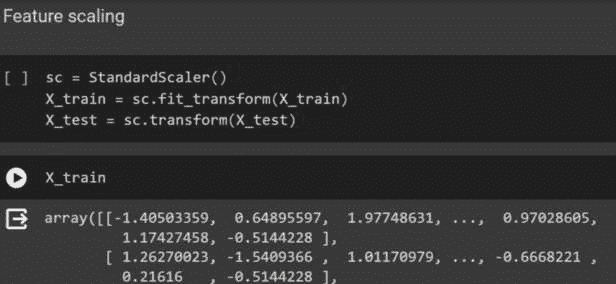 Feature scaling
[ ] sc = StandardScaler()
X_train = sc.fit_transform(X_train)
X_test = sc.transform(X_test)
X_train
array([[-1.40503359, 0.64895597, 1.97748631, ..., 0.97028605,
1.17427458, -0.5144228 ],
[ 1.26270023, -1.5409366 , 1.01170979, ..., -0.6668221 ,
0.21616 , -0.5144228 ],